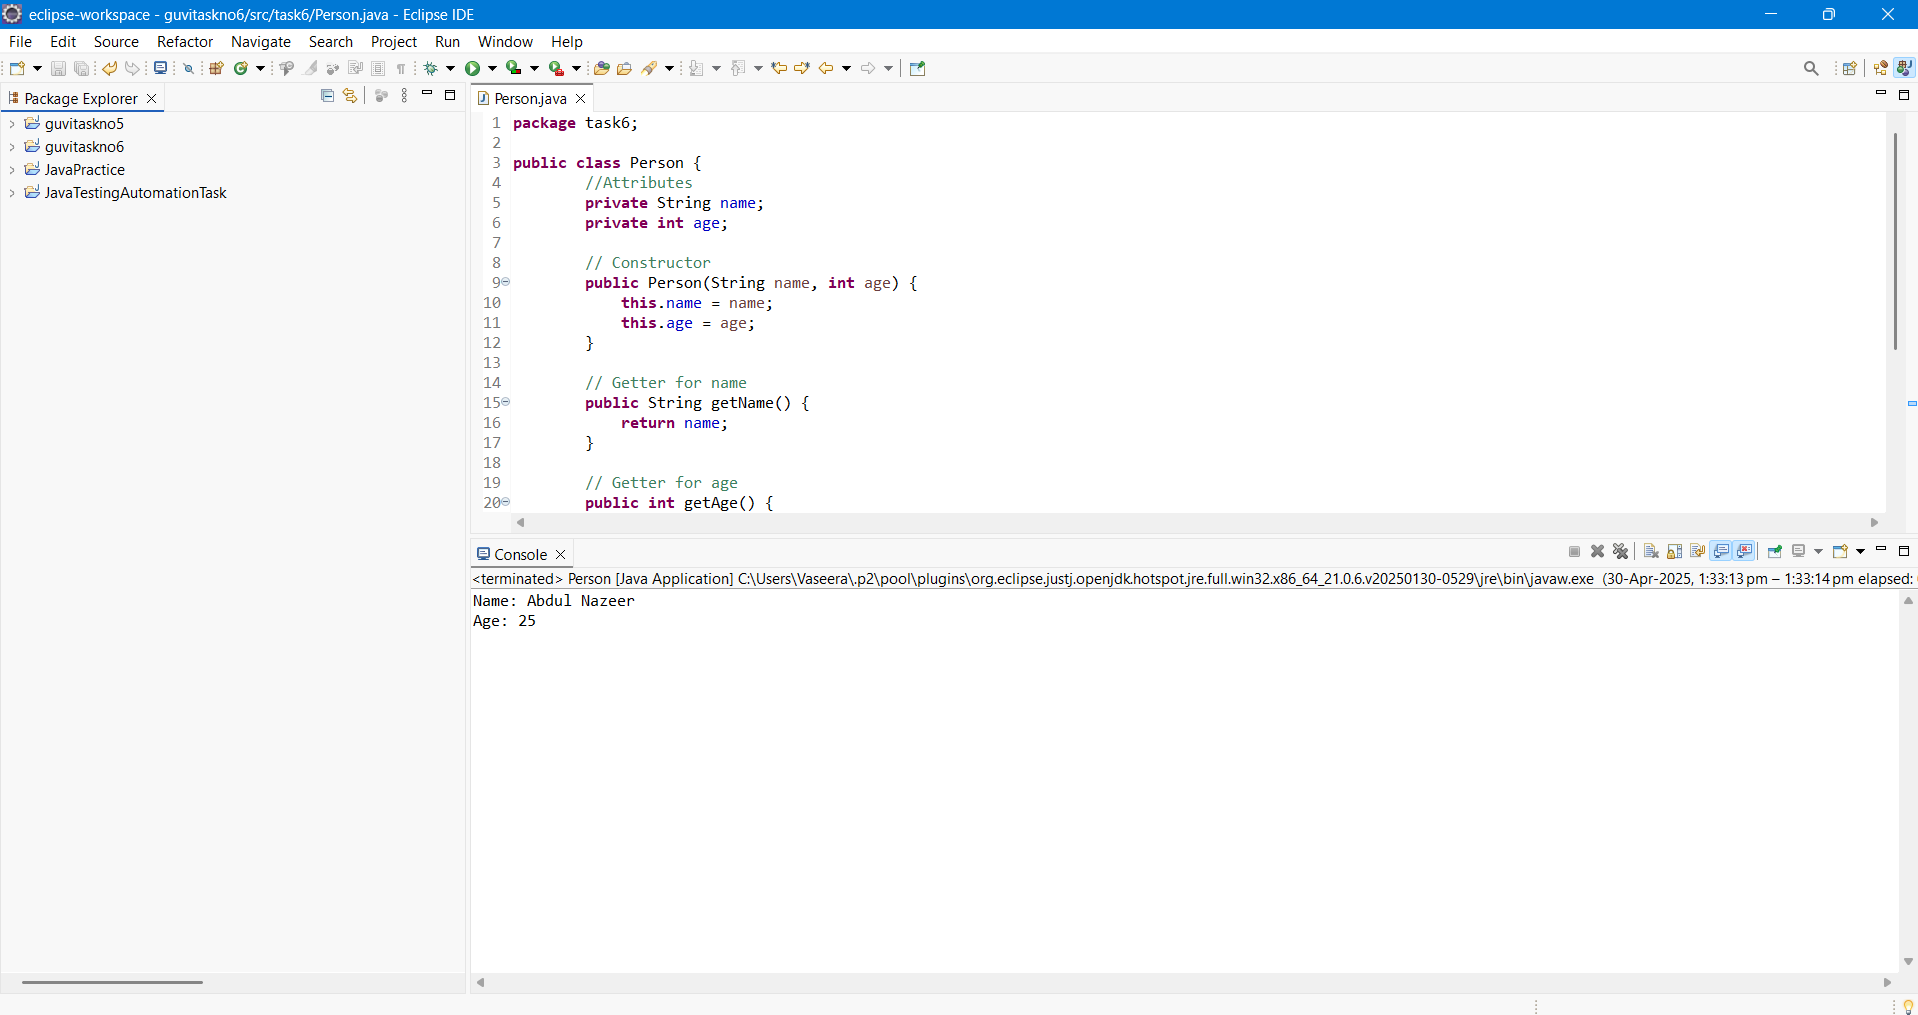 eclipse-workspace - guvitaskno6/src/task6/Person.java - Eclipse IDE
File Edit Source Refactor Navigate Search Project Run Window Help
Package Explorer
guvitaskno5
guvitaskno6
JavaPractice
JavaTestingAutomationTask
Person.java
1 package task6;
2
3 public class Person {
4 //Attributes
5 private String name;
6 private int age;
7
8 // Constructor
9 public Person(String name, int age) {
10 this.name = name;
11 this.age = age;
12 }
13
14 // Getter for name
15 public String getName() {
16 return name;
17 }
18
19 // Getter for age
20 public int getAge() {
Console
<terminated> Person [Java Application] C:\Users\Vaseera\.p2\pool\plugins\org.eclipse.justj.openjdk.hotspot.jre.full.win32.x86_64_21.0.6.v20250130-0529\jre\bin\javaw.exe (30-Apr-2025, 1:33:13 pm – 1:33:14 pm elapsed:
Name: Abdul Nazeer
Age: 25